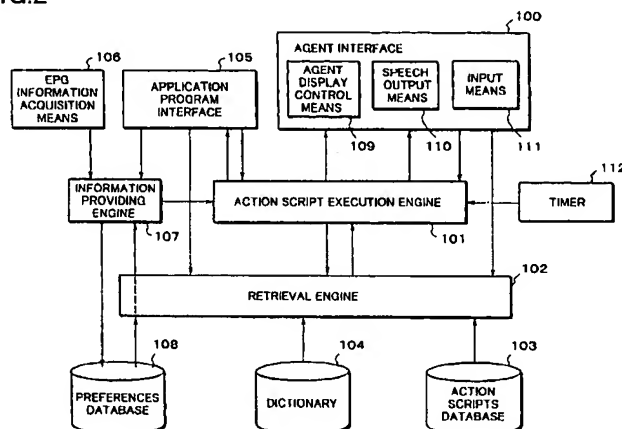 100
AGENT INTERFACE
AGENT
DISPLAY
CONTROL
MEANS
SPEECH
OUTPUT
MEANS
INPUT
MEANS
109
110
111
106
EPG
INFORMATION
ACQUISITION
MEANS
105
APPLICATION
PROGRAM
INTERFACE
INFORMATION
PROVIDING
ENGINE
107
ACTION SCRIPT EXECUTION ENGINE
101
112
TIMER
102
RETRIEVAL ENGINE
108
PREFERENCES
DATABASE
104
DICTIONARY
103
ACTION
SCRIPTS
DATABASE